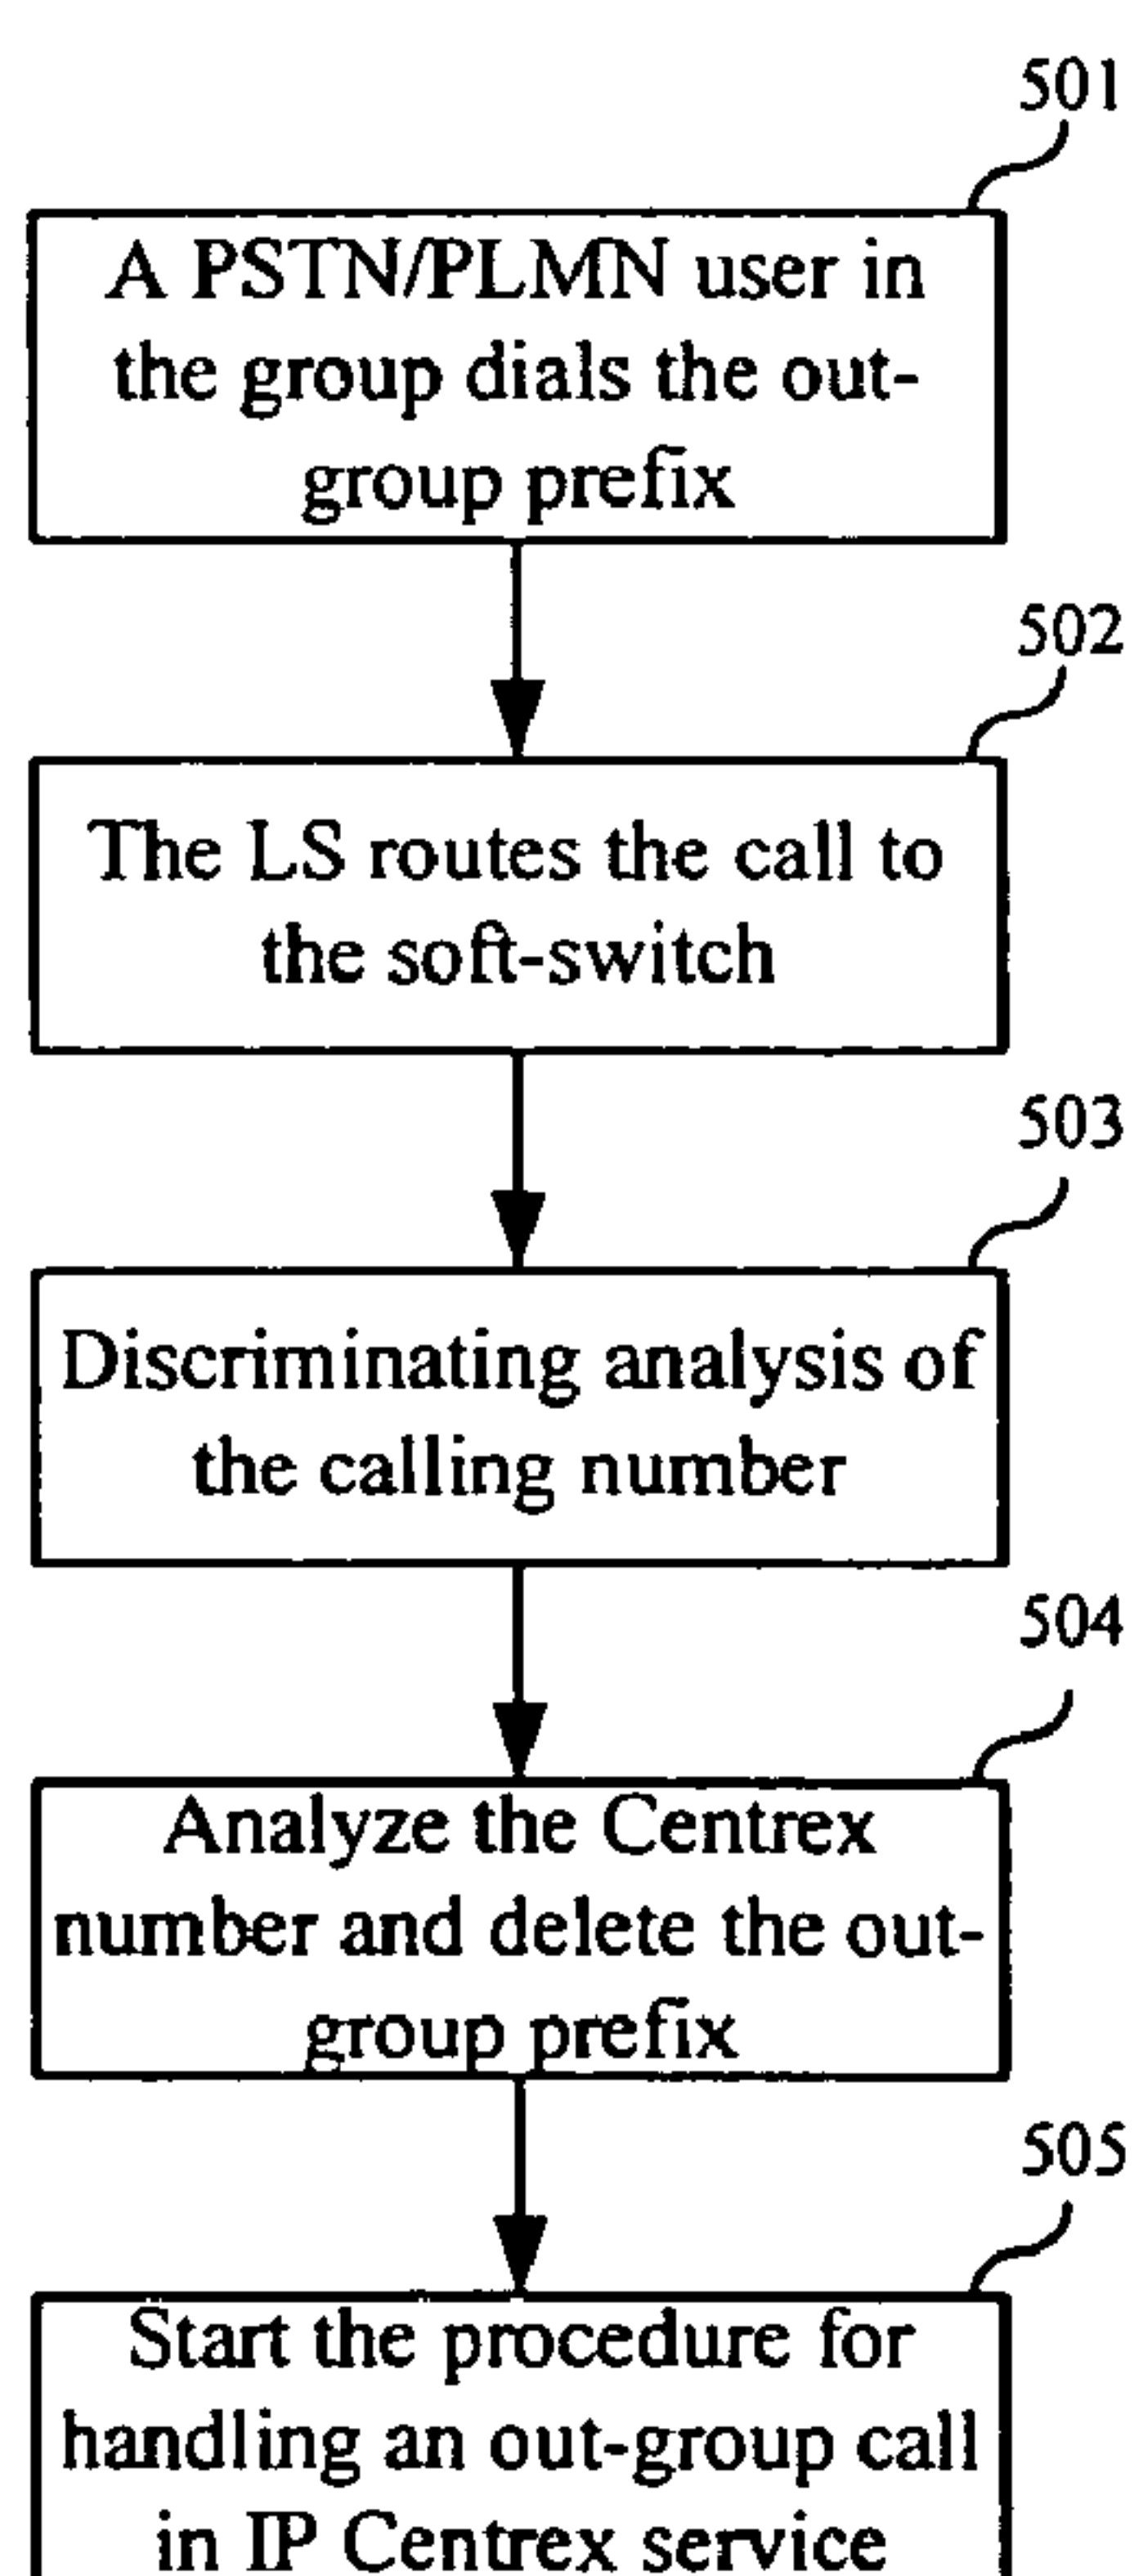 501
A PSTN/PLMN user in
the group dials the out-
group prefix
502
The LS routes the call to
the soft-switch
503
Discriminating analysis of
the calling number
504
Analyze the Centrex
number and delete the out-
group prefix
505
Start the procedure for
handling an out-group call
in IP Centrex service